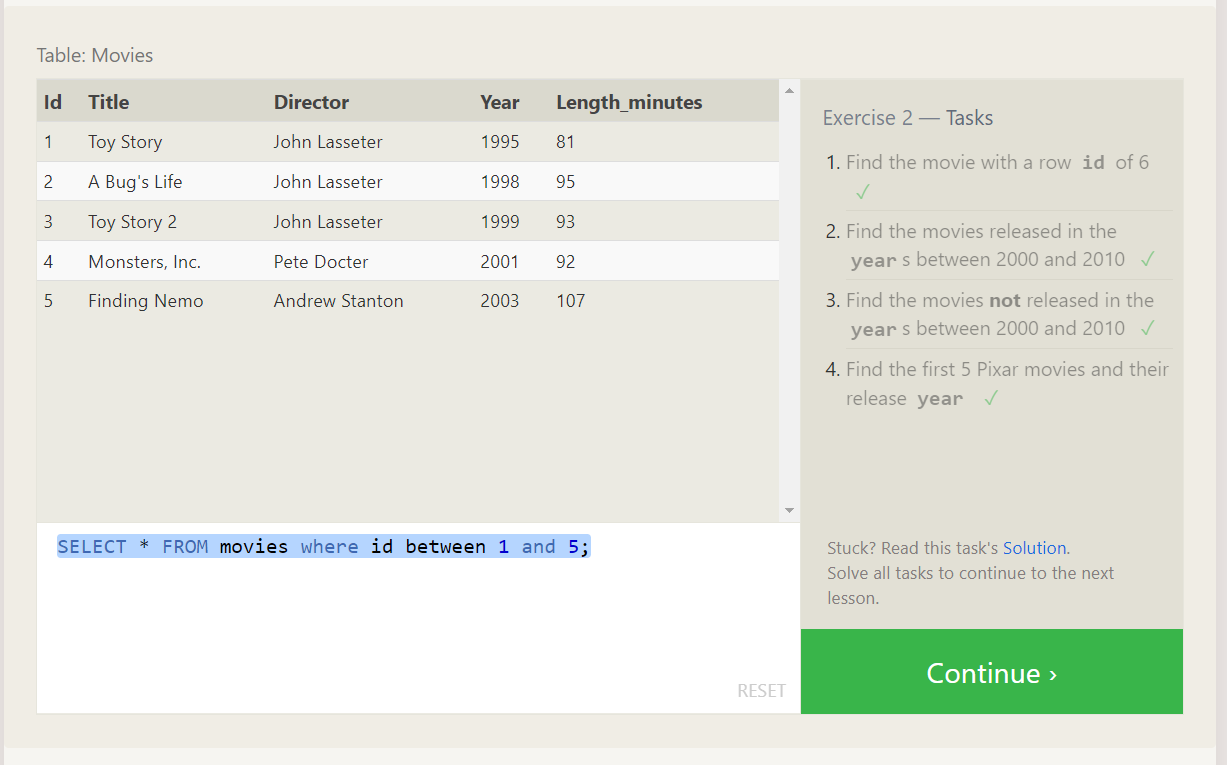 Table: Movies
Id Title Director Year Length_minutes
1 Toy Story John Lasseter 1995 81
2 A Bug's Life John Lasseter 1998 95
3 Toy Story 2 John Lasseter 1999 93
4 Monsters, Inc. Pete Docter 2001 92
5 Finding Nemo Andrew Stanton 2003 107
SELECT * FROM movies where id between 1 and 5;
RESET
Exercise 2 — Tasks
1. Find the movie with a row id of 6
✓
2. Find the movies released in the
year s between 2000 and 2010 ✓
3. Find the movies not released in the
year s between 2000 and 2010 ✓
4. Find the first 5 Pixar movies and their
release year ✓
Stuck? Read this task's Solution.
Solve all tasks to continue to the next
lesson.
Continue ›